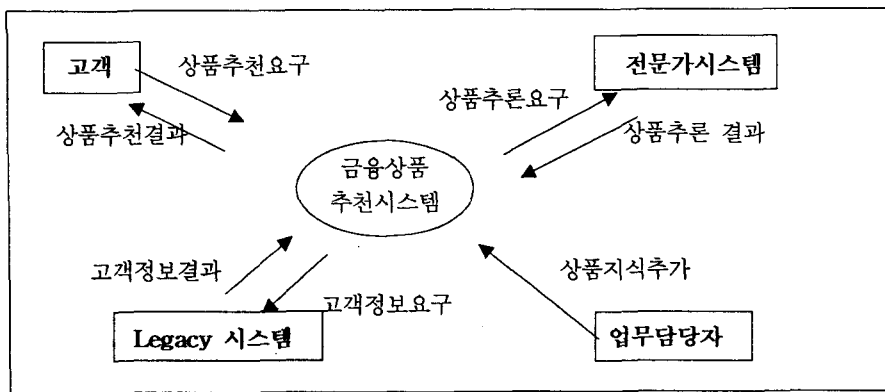 고객
상품추천요구
전문가시스템
상품추론요구
상품추천결과
상품추론 결과
금융상품
추천시스템
고객정보결과
상품지식추가
고객정보요구
Legacy 시스템
업무담당자